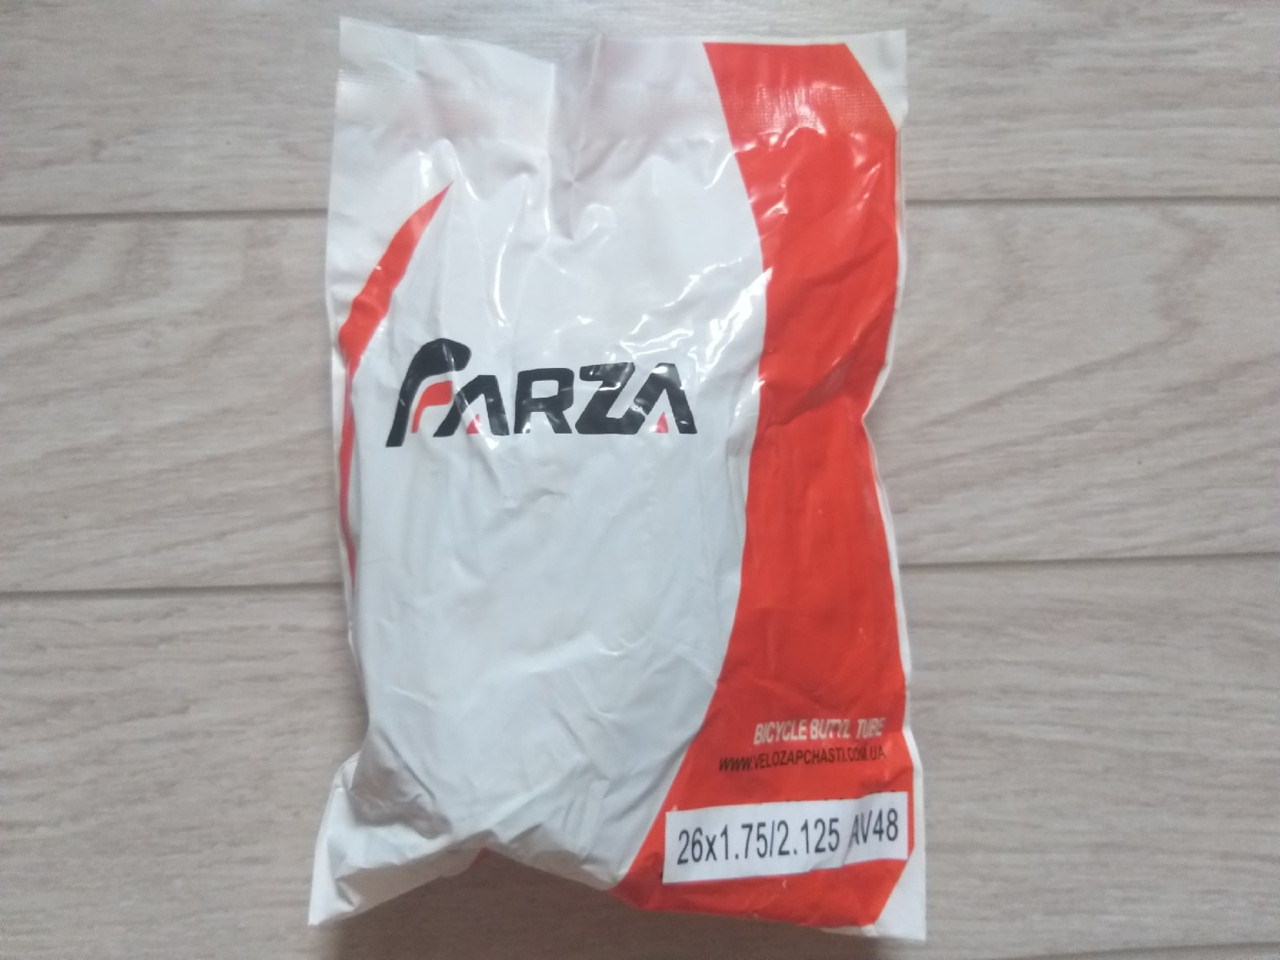 FARZA
BICYCLE BUTYL TUBE
WWW.VELOZAPCHASTI.COM.UA
26x1.75/2.125 AV48